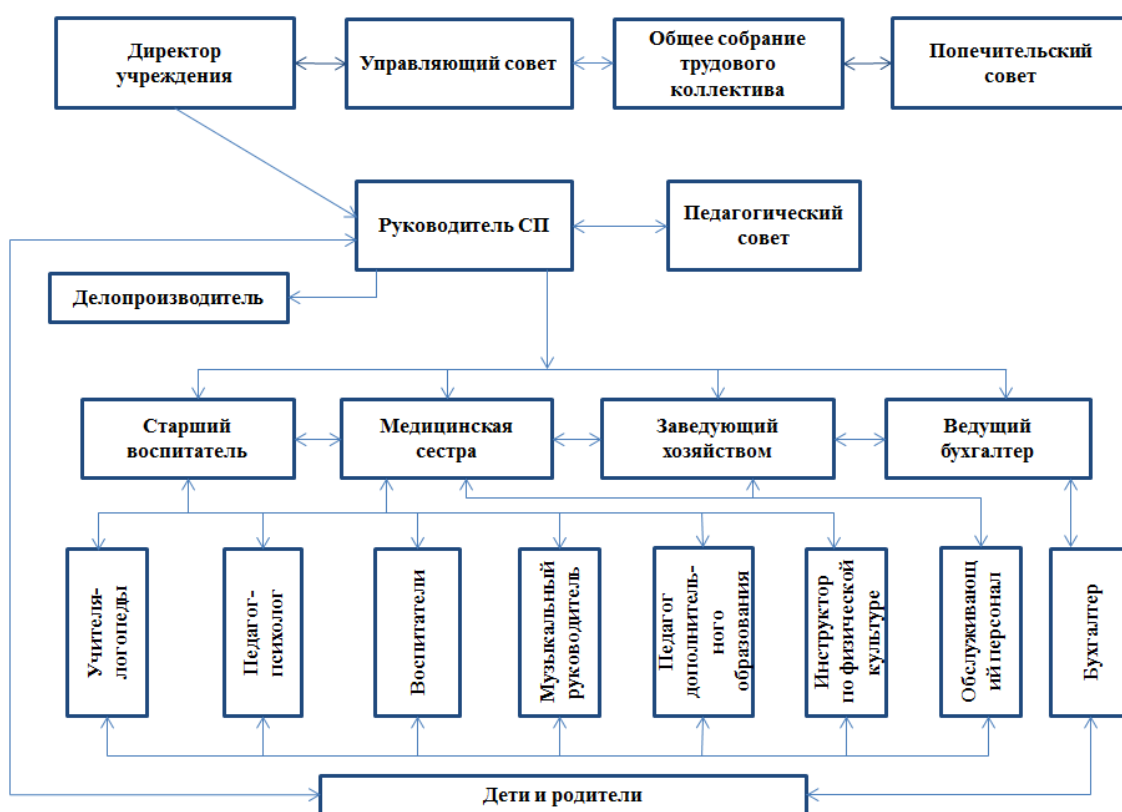 Директор
учреждения
Управляющий совет
Общее собрание
трудового
коллектива
Попечительский
совет
Руководитель СП
Педагогический
совет
Делопроизводитель
Старший
воспитатель
Медицинская
сестра
Заведующий
хозяйством
Ведущий
бухгалтер
Учителя-
логопеды
Педагог-
психолог
Воспитатели
Музыкальный
руководитель
Педагог
дополнитель-
ного
образования
Инструктор
по физической
культуре
Обслуживающ
ий персонал
Бухгалтер
Дети и родители